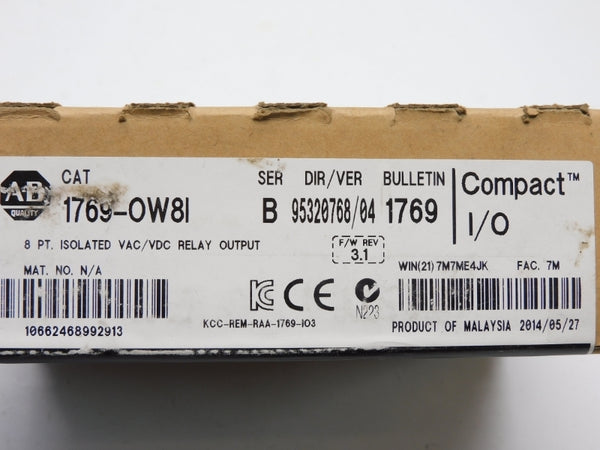 AB
QUALITY
CAT SER DIR/VER BULLETIN
1769-OW8I B 95320768/04 1769
Compact™
I/O
8 PT. ISOLATED VAC/VDC RELAY OUTPUT
F/W REV
3.1
MAT. NO. N/A
WIN(21) 7M7ME4JK FAC. 7M
10662468992913
KC CE N223
KCC-REM-RAA-1769-IO3
PRODUCT OF MALAYSIA 2014/05/27